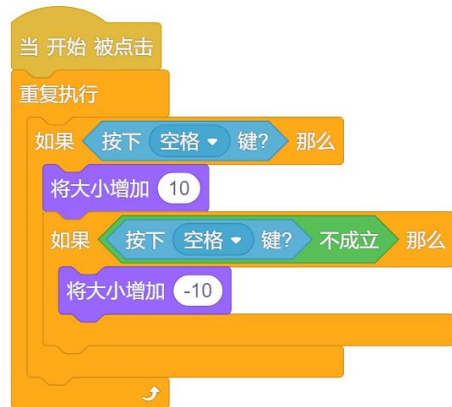 当 开始 被点击
重复执行
如果 按下 空格 键? 那么
将大小增加 10
如果 按下 空格 键? 不成立 那么
将大小增加 -10